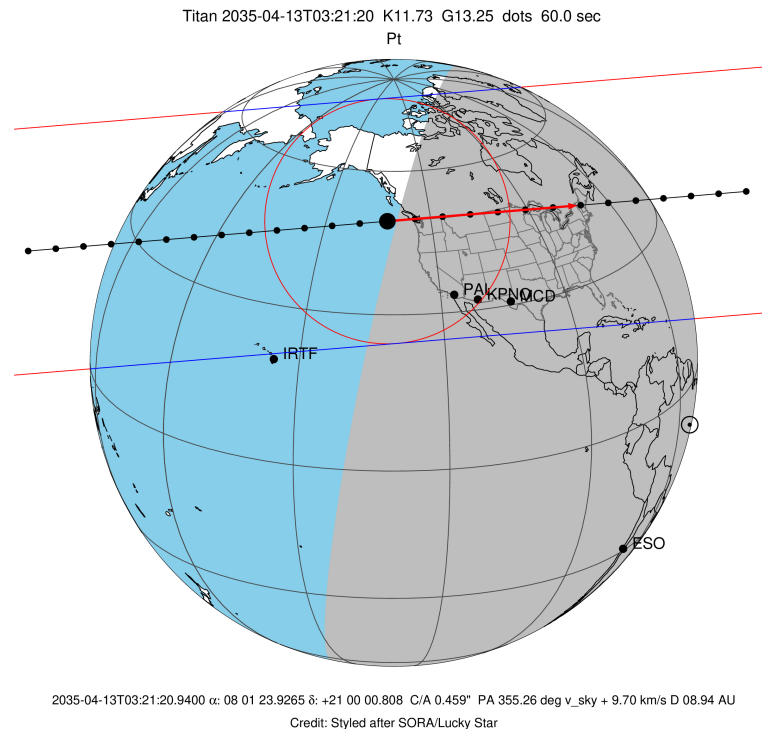 Titan 2035-04-13T03:21:20 K11.73 G13.25 dots 60.0 sec
Pt
PAL
KPNO
MCD
IRTF
ESO
2035-04-13T03:21:20.9400 α: 08 01 23.9265 δ: +21 00 00.808 C/A 0.459" PA 355.26 deg v_sky + 9.70 km/s D 08.94 AU
Credit: Styled after SORA/Lucky Star